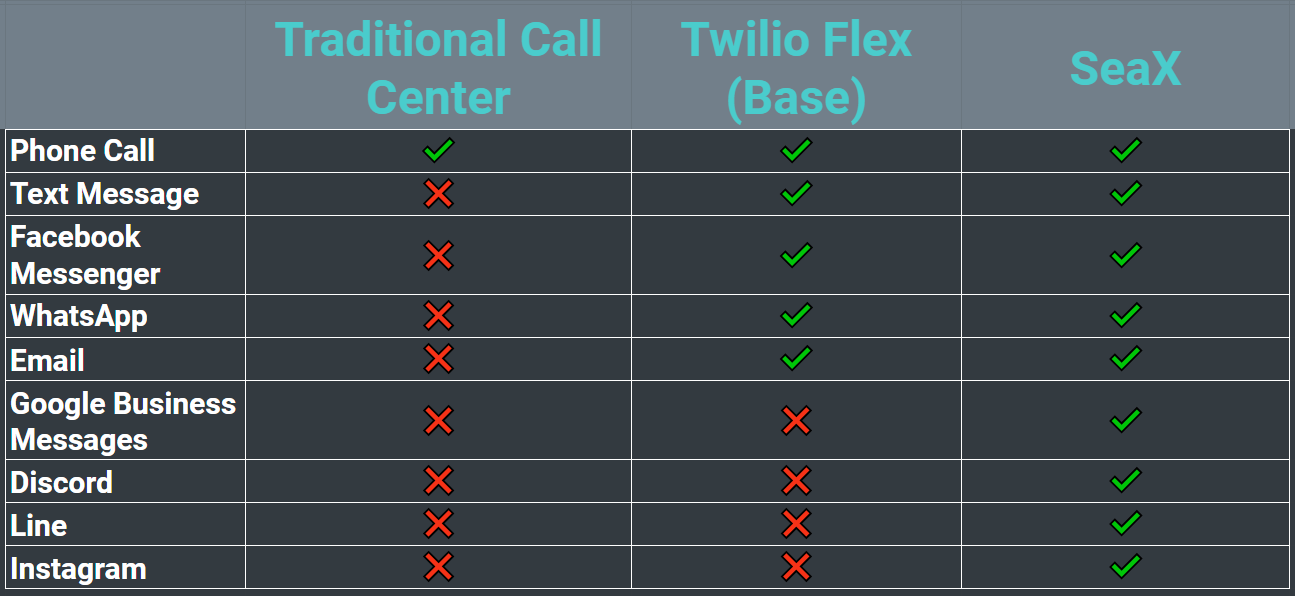 Traditional Call
Center
Twilio Flex
(Base)
SeaX
Phone Call
Text Message
Facebook
Messenger
WhatsApp
Email
Google Business
Messages
Discord
Line
Instagram